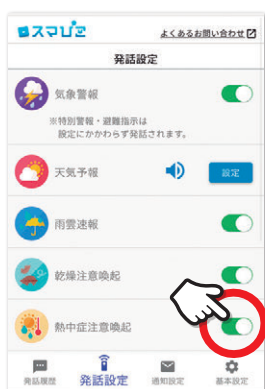 スマぴこ
よくあるお問い合わせ
発話設定
気象警報
※特別警報・避難指示は
設定にかかわらず発話されます。
天気予報
設定
雨雲速報
乾燥注意喚起
熱中症注意喚起
発話履歴
発話設定
通知設定
基本設定